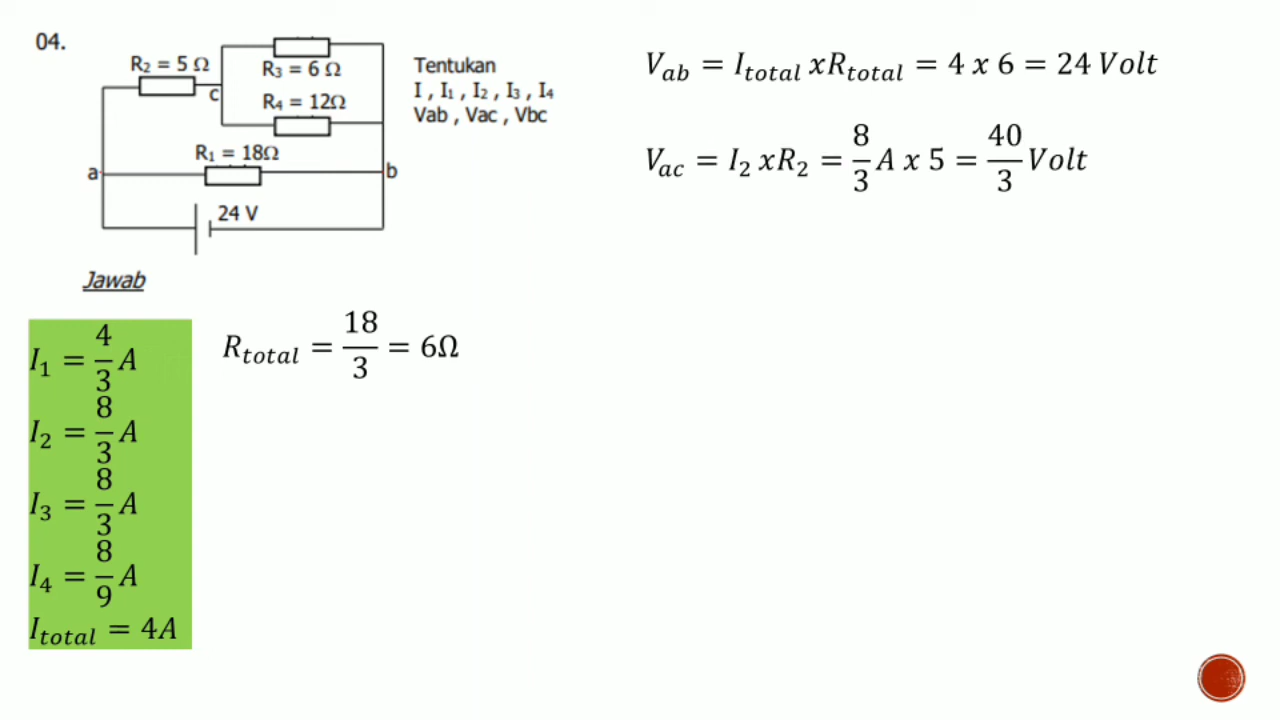 04.
R₂ = 5 Ω
R₃ = 6 Ω
c
R₄ = 12Ω
R₁ = 18Ω
a
b
24 V
Tentukan
I , I₁ , I₂ , I₃ , I₄
Vab , Vac , Vbc
Jawab
I₁ = 4/3 A
I₂ = 8/3 A
I₃ = 8/3 A
I₄ = 8/9 A
I_total = 4A
R_total = 18/3 = 6Ω
V_ab = I_total xR_total = 4 x 6 = 24 Volt
V_ac = I₂ xR₂ = 8/3 A x 5 = 40/3 Volt